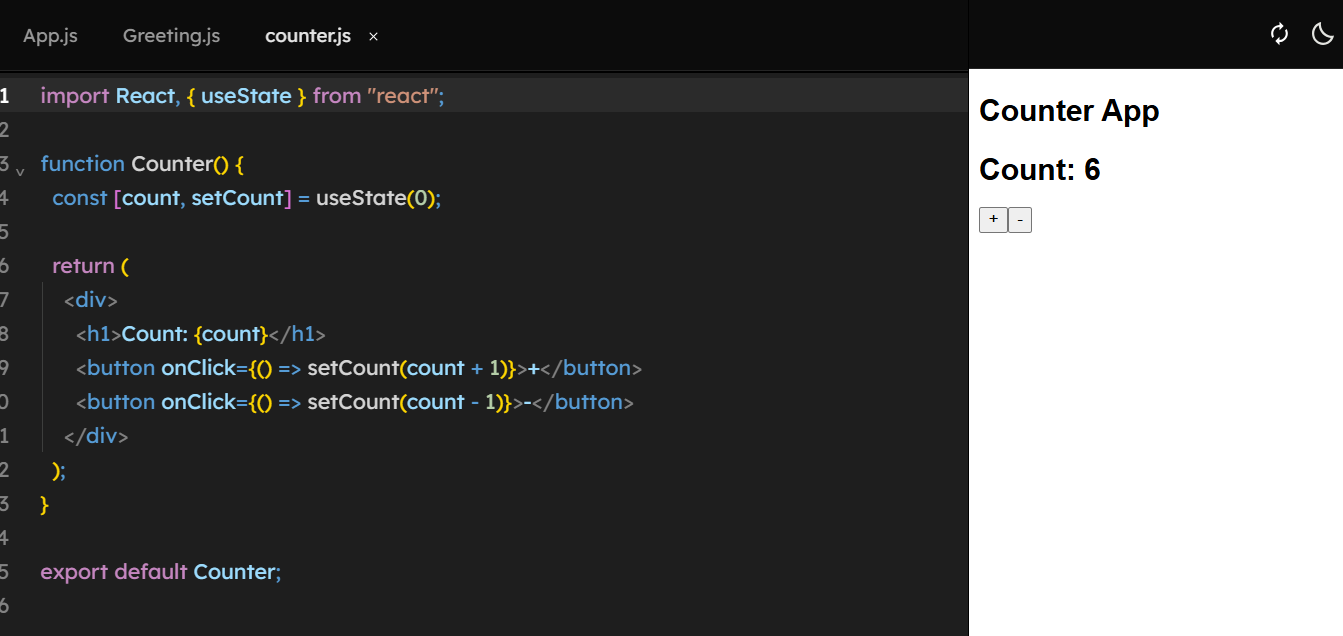 App.js Greeting.js counter.js ×
1 import React, { useState } from "react";
2
3 function Counter() {
4   const [count, setCount] = useState(0);
5
6   return (
7     <div>
8       <h1>Count: {count}</h1>
9       <button onClick={() => setCount(count + 1)}>+</button>
0       <button onClick={() => setCount(count - 1)}>-</button>
1     </div>
2   );
3 }
4
5 export default Counter;
6
Counter App
Count: 6
+ -